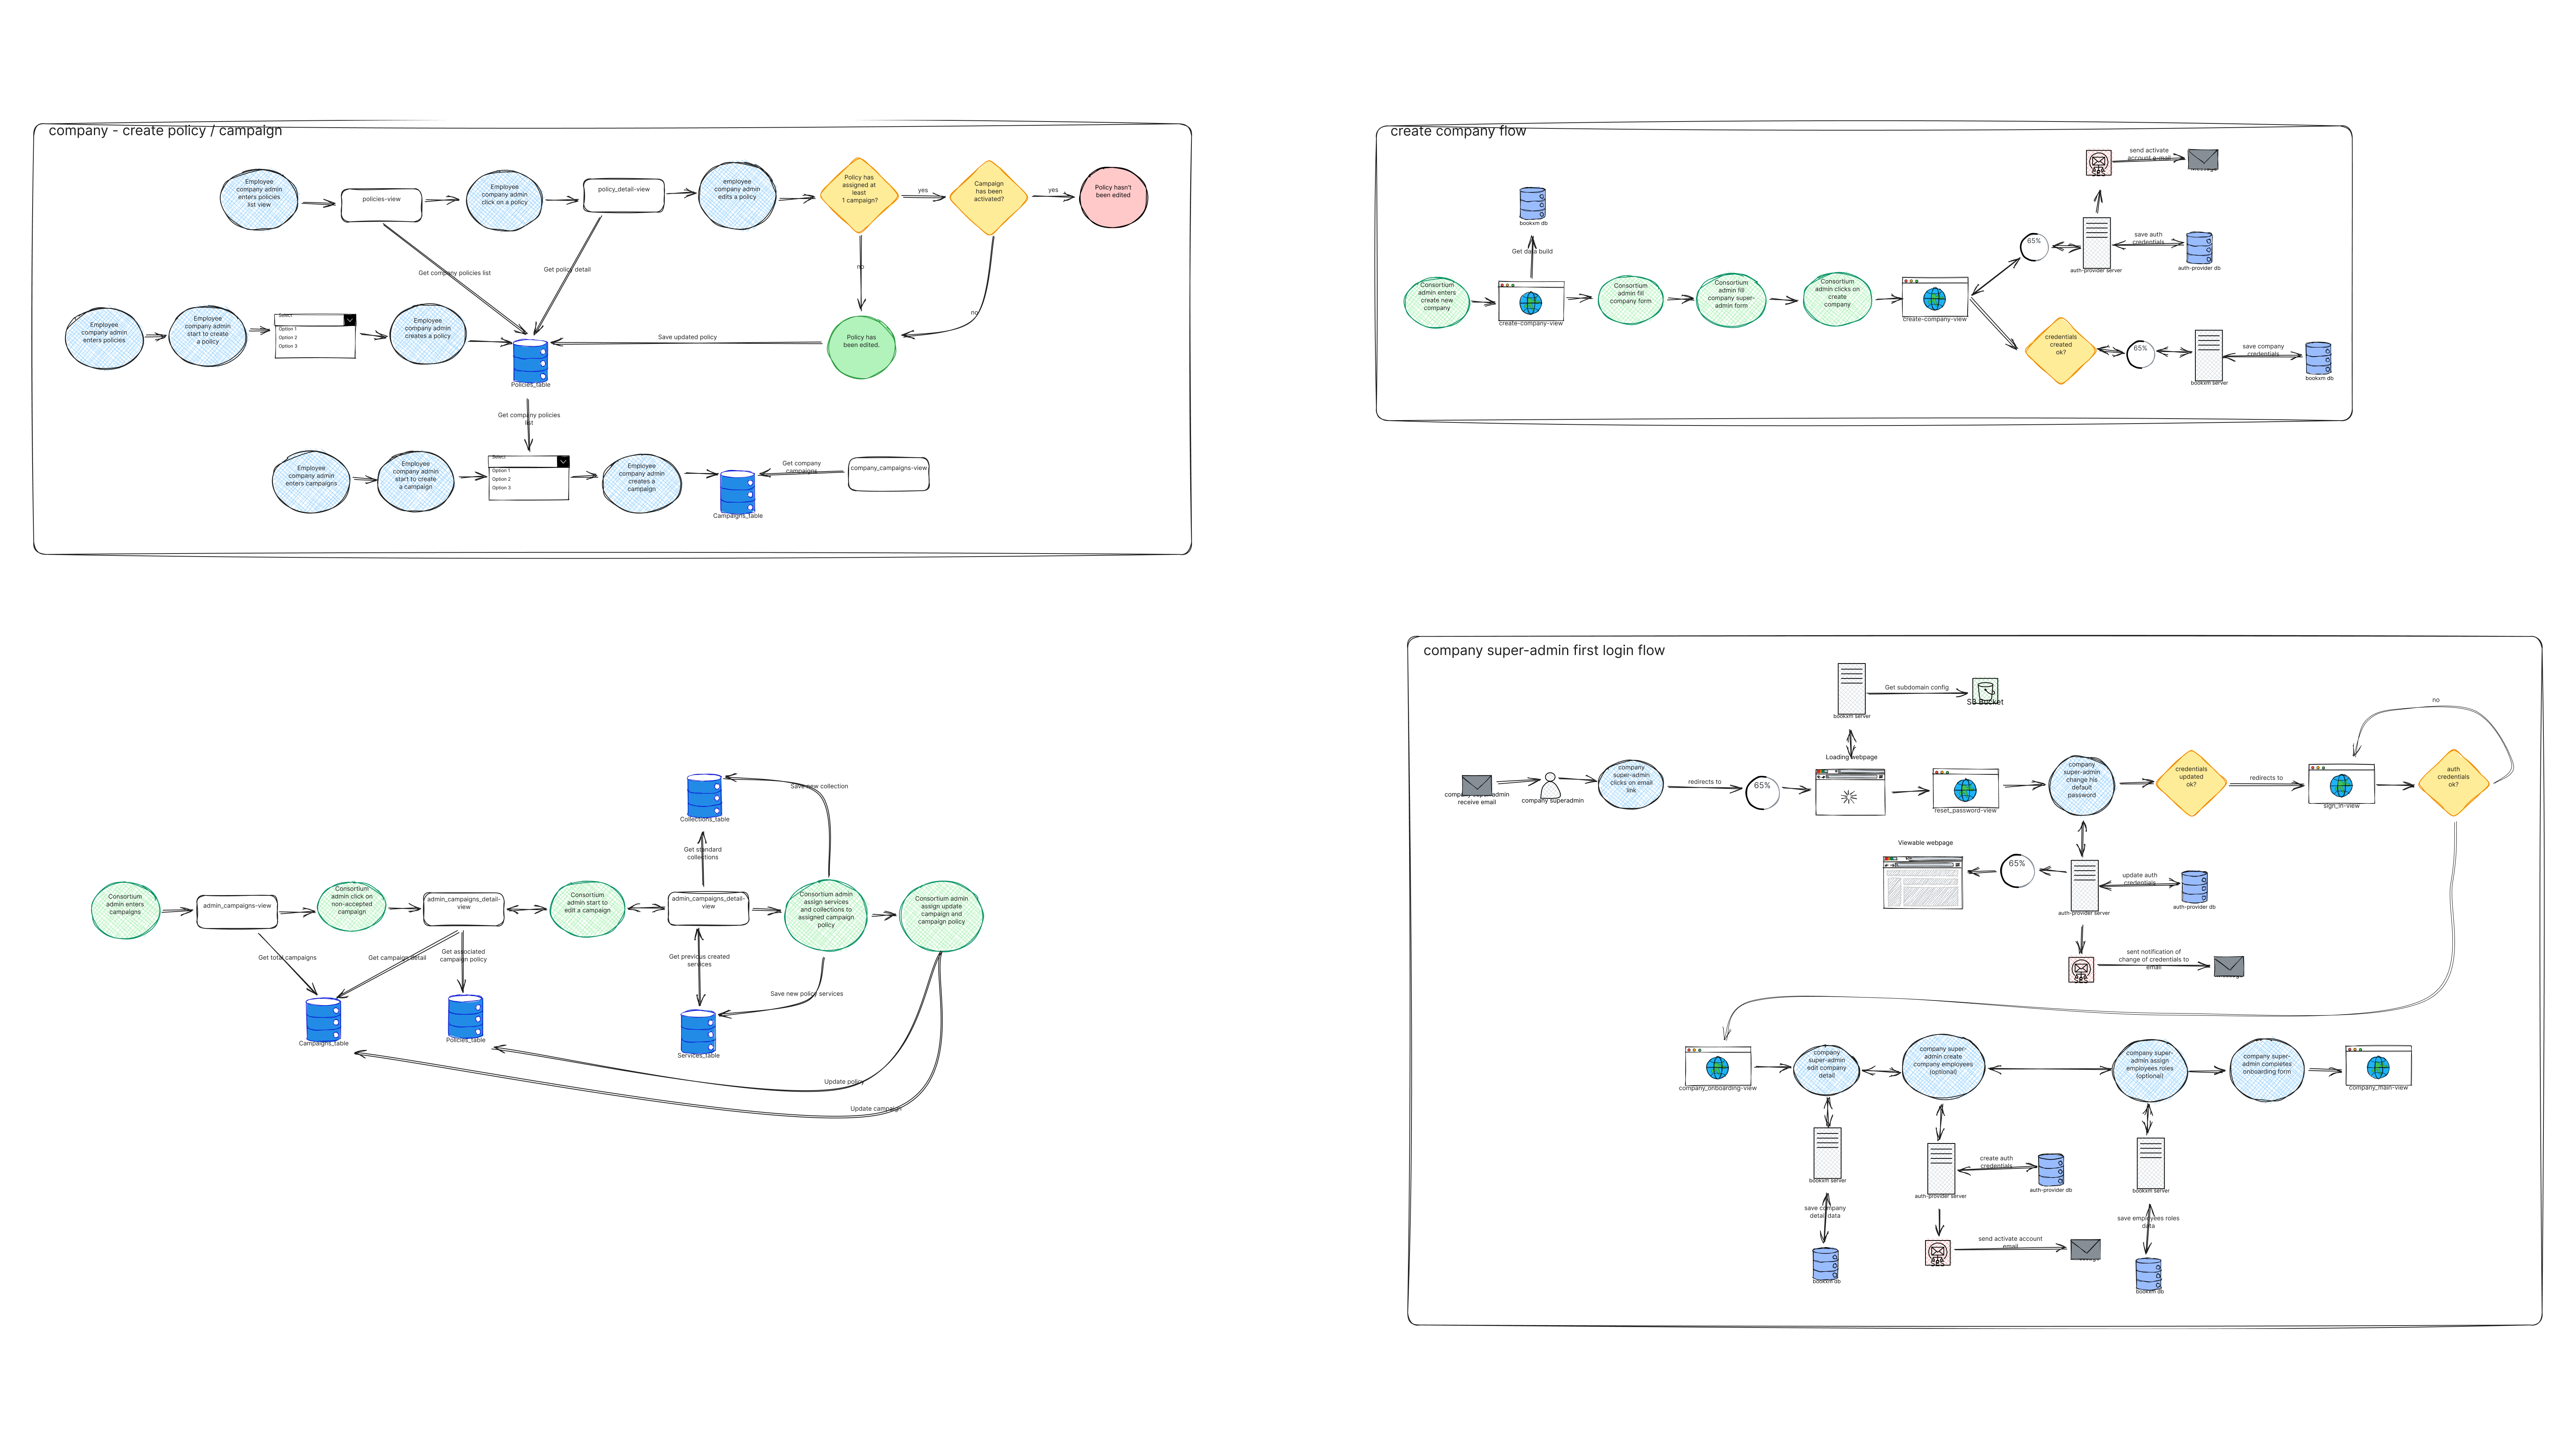 company - create policy / campaign
Employee
company admin
enters policies
list view
policies-view
Employee
company admin
click on a policy
policy_detail-view
employee
company admin
edits a policy
Policy has
assigned at
least
1 campaign?
yes
Campaign
has been
activated?
yes
Policy hasn't
been edited
Get company policies list
Get policy detail
no
no
Employee
company admin
enters policies
Employee
company admin
start to create
a policy
Select
Option 1
Option 2
Option 3
Employee
company admin
creates a policy
Policies_table
Save updated policy
Policy has
been edited.
Get company policies
list
Employee
company admin
enters campaigns
Employee
company admin
start to create
a campaign
Select
Option 1
Option 2
Option 3
Employee
company admin
creates a
campaign
Campaigns_table
Get company
campaigns
company_campaigns-view
create company flow
Consortium
admin enters
create new
company
bookxm db
Get data build
create-company-view
Consortium
admin fill
company form
Consortium
admin fill
company super-
admin form
Consortium
admin clicks on
create
company
create-company-view
65%
SES
send activate
account e-mail
auth-provider server
save auth
credentials
auth-provider db
credentials
created
ok?
65%
bookxm server
save company
credentials
bookxm db
Consortium
admin enters
campaigns
admin_campaigns-view
Consortium
admin click on
non-accepted
campaign
admin_campaigns_detail-
view
Consortium
admin start to
edit a campaign
admin_campaigns_detail-
view
Consortium admin
assign services
and collections to
assigned campaign
policy
Consortium admin
assign update
campaign and
campaign policy
Collections_table
Save new collection
Get standard
collections
Get total campaigns
Get campaign detail
Get associated
campaign policy
Get previous created
services
Save new policy services
Campaigns_table
Policies_table
Services_table
Update policy
Update campaign
company super-admin first login flow
bookxm server
Get subdomain config
S3 Bucket
company superadmin
receive email
company superadmin
company
super-admin
clicks on email
link
redirects to
65%
Loading webpage
reset_password-view
company
super-admin
change his
default
password
credentials
updated
ok?
redirects to
sign_in-view
auth
credentials
ok?
no
Viewable webpage
65%
auth-provider server
update auth
credentials
auth-provider db
SES
sent notification of
change of credentials to
email
company_onboarding-view
company
super-admin
edit company
detail
company super-
admin create
company employees
(optional)
company super-
admin assign
employees roles
(optional)
company super-
admin completes
onboarding form
company_main-view
bookxm server
save company
detail data
bookxm db
auth-provider server
create auth
credentials
auth-provider db
SES
send activate account
email
bookxm server
save employees roles
data
bookxm db